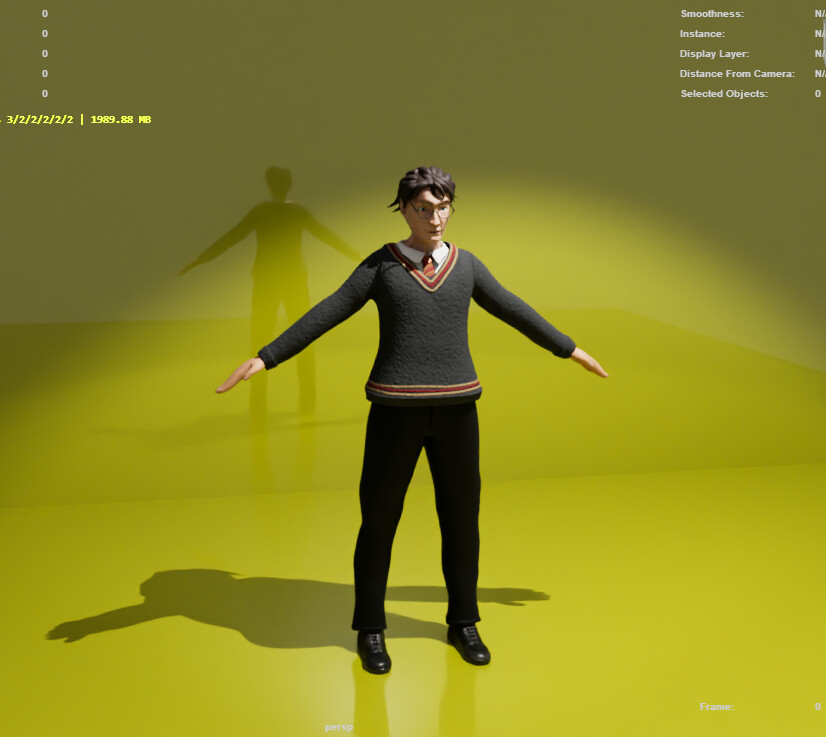 0
0
0
0
0
Smoothness:
Instance:
Display Layer:
Distance From Camera:
Selected Objects: 0
3/2/2/2/2/2 | 1989.88 MB
Frame: 0
persp